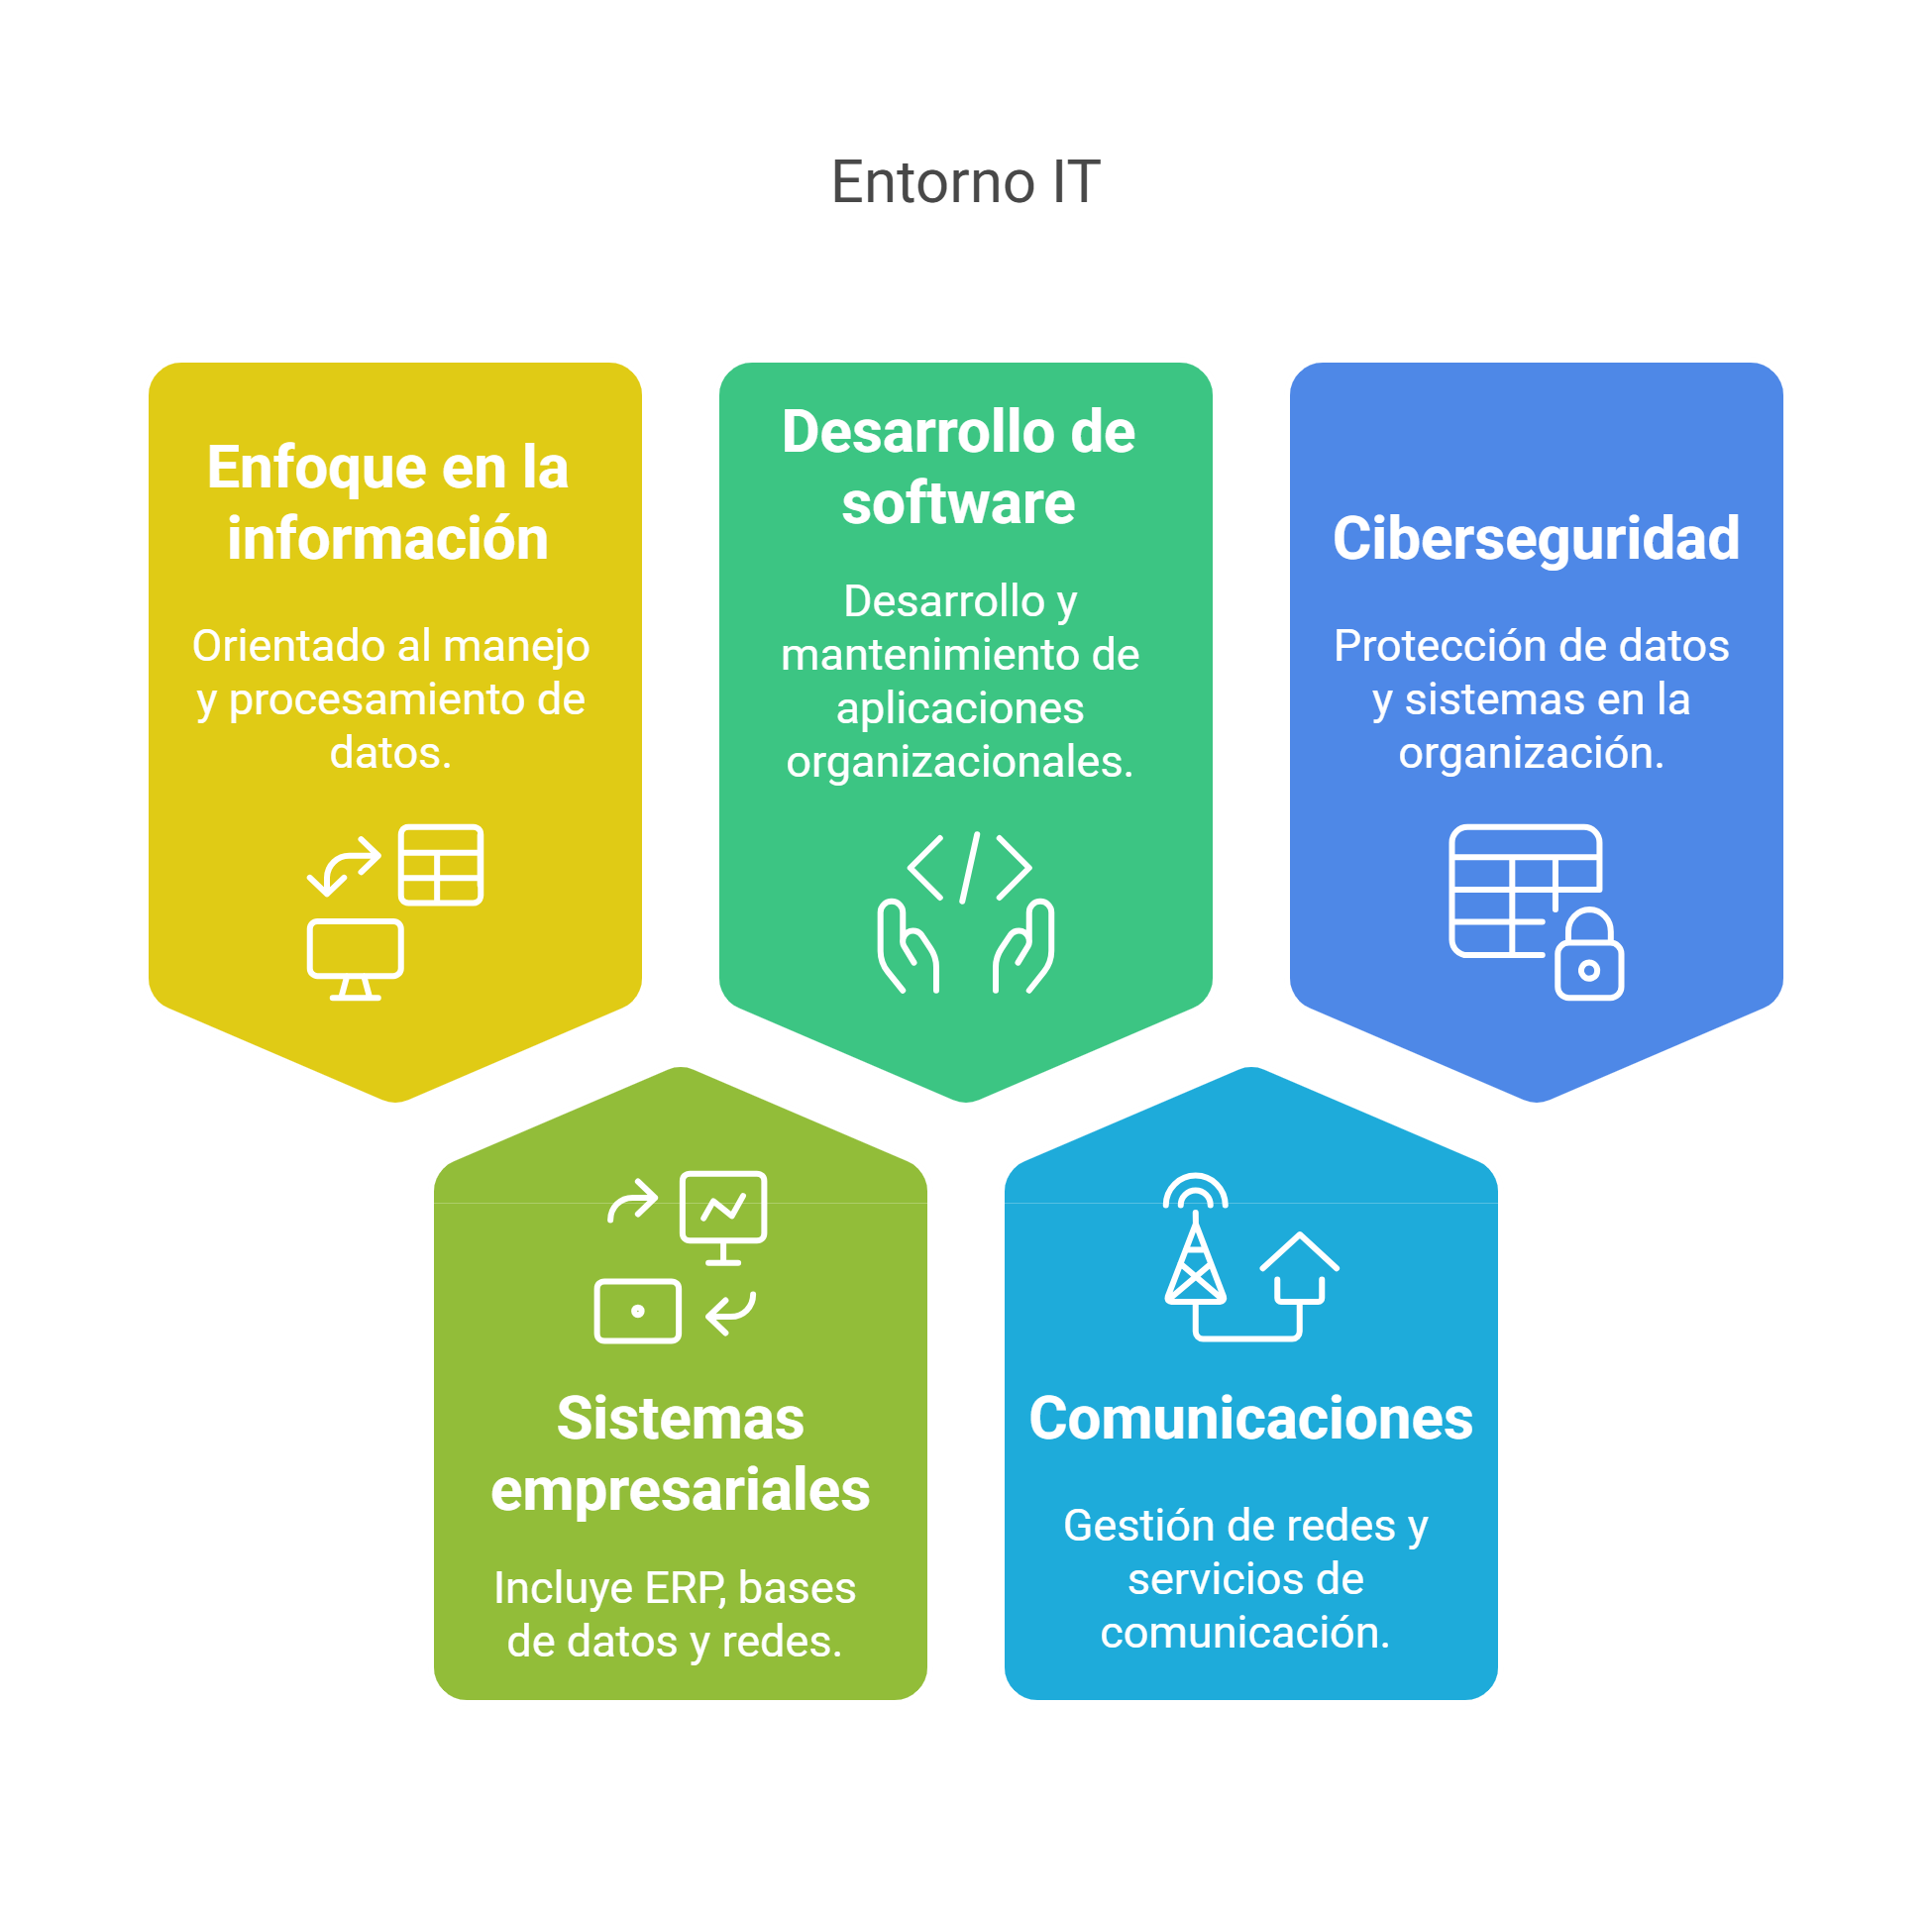 Entorno IT
Enfoque en la
información
Orientado al manejo
y procesamiento de
datos.
Desarrollo de
software
Desarrollo y
mantenimiento de
aplicaciones
organizacionales.
Ciberseguridad
Protección de datos
y sistemas en la
organización.
Sistemas
empresariales
Incluye ERP, bases
de datos y redes.
Comunicaciones
Gestión de redes y
servicios de
comunicación.